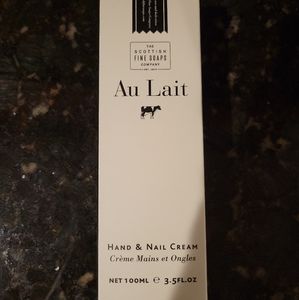 THE
SCOTTISH
FINE SOAPS
COMPANY
Au Lait
HAND & NAIL CREAM
Crème Mains et Ongles
NET 100ML ℮ 3.5FL.OZ